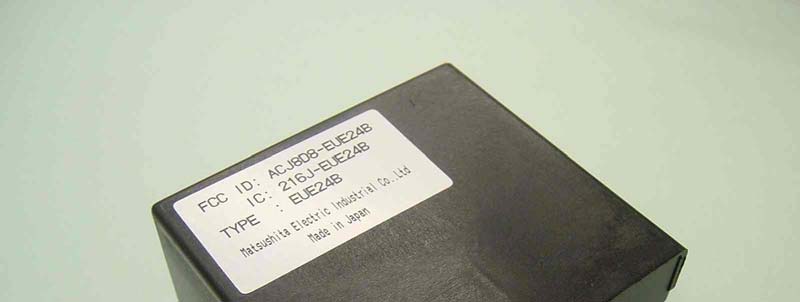 FCC ID: ACJ8D8-EUE24B
IC: 216J-EUE24B
TYPE : EUE24B
Matsushita Electric Industrial Co.,Ltd
Made in Japan